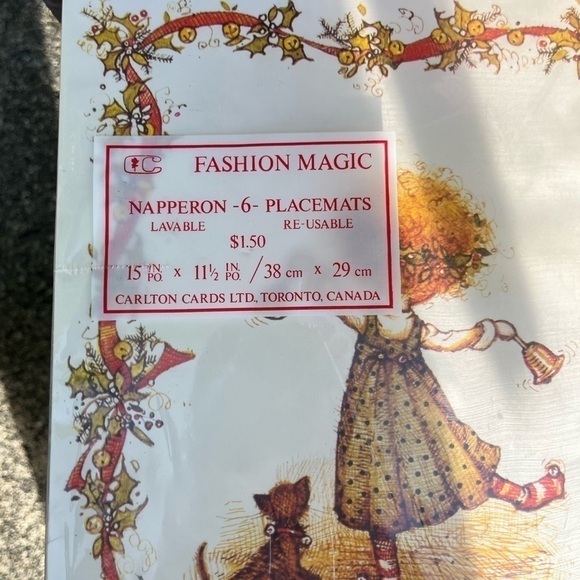 FASHION MAGIC
NAPPERON -6- PLACEMATS
LAVABLE RE-USABLE
$1.50
15 IN. PO. x 11½ IN. PO. / 38 cm x 29 cm
CARLTON CARDS LTD., TORONTO, CANADA